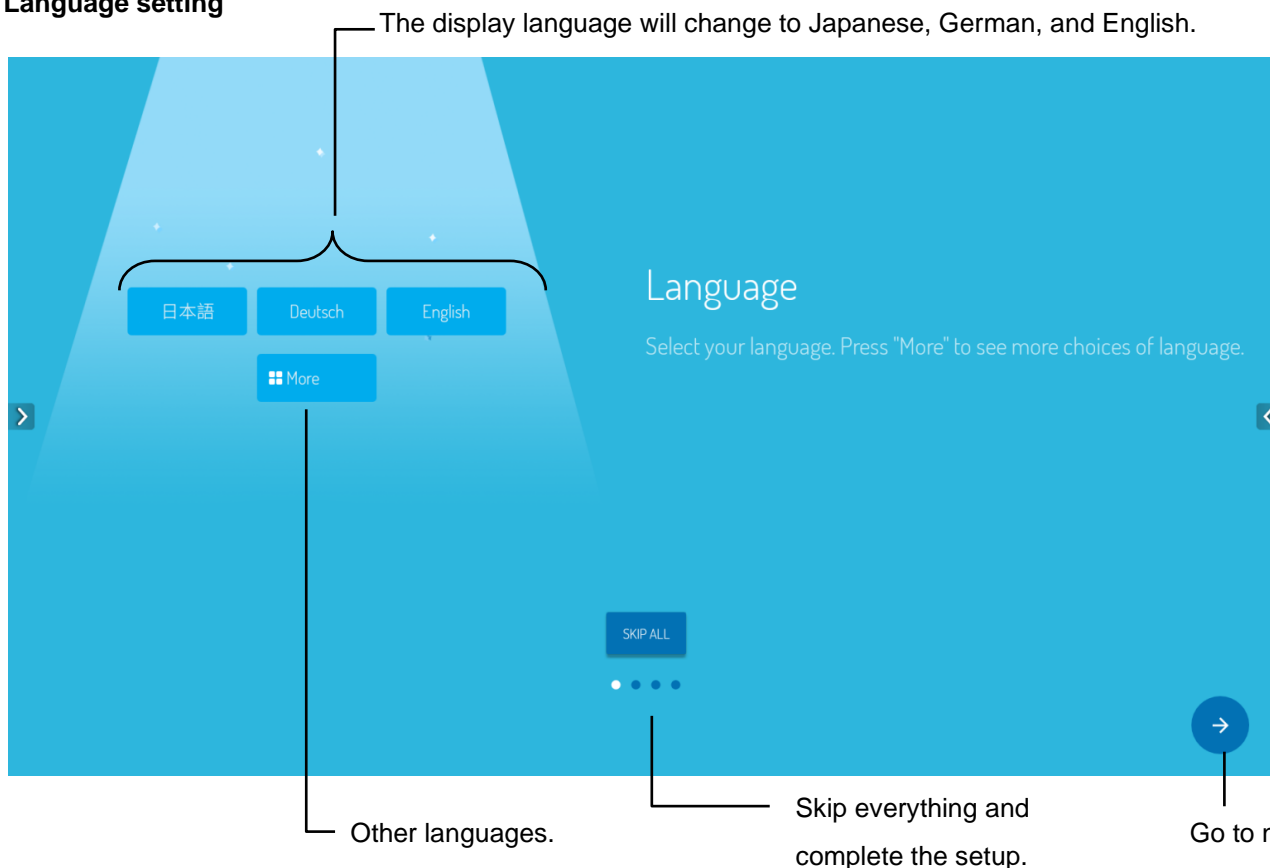 Language setting
The display language will change to Japanese, German, and English.
日本語
Deutsch
English
Language
Select your language. Press "More" to see more choices of language.
More
SKIP ALL
Other languages.
Skip everything and
complete the setup.
Go to